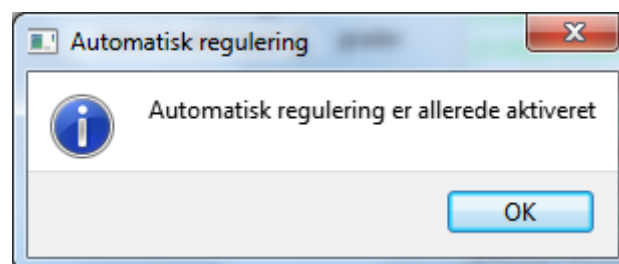 Automatisk regulering
Automatisk regulering er allerede aktiveret
OK